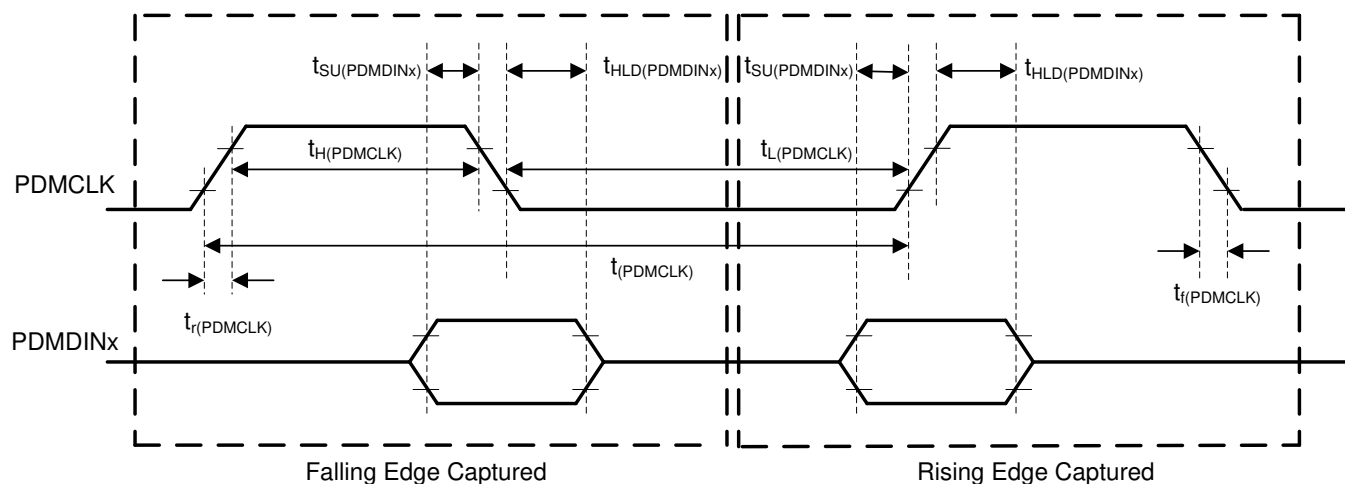 tSU(PDMDINx)
tHLD(PDMDINx)
tSU(PDMDINx)
tHLD(PDMDINx)
tH(PDMCLK)
tL(PDMCLK)
PDMCLK
t(PDMCLK)
tr(PDMCLK)
tf(PDMCLK)
PDMDINx
Falling Edge Captured
Rising Edge Captured